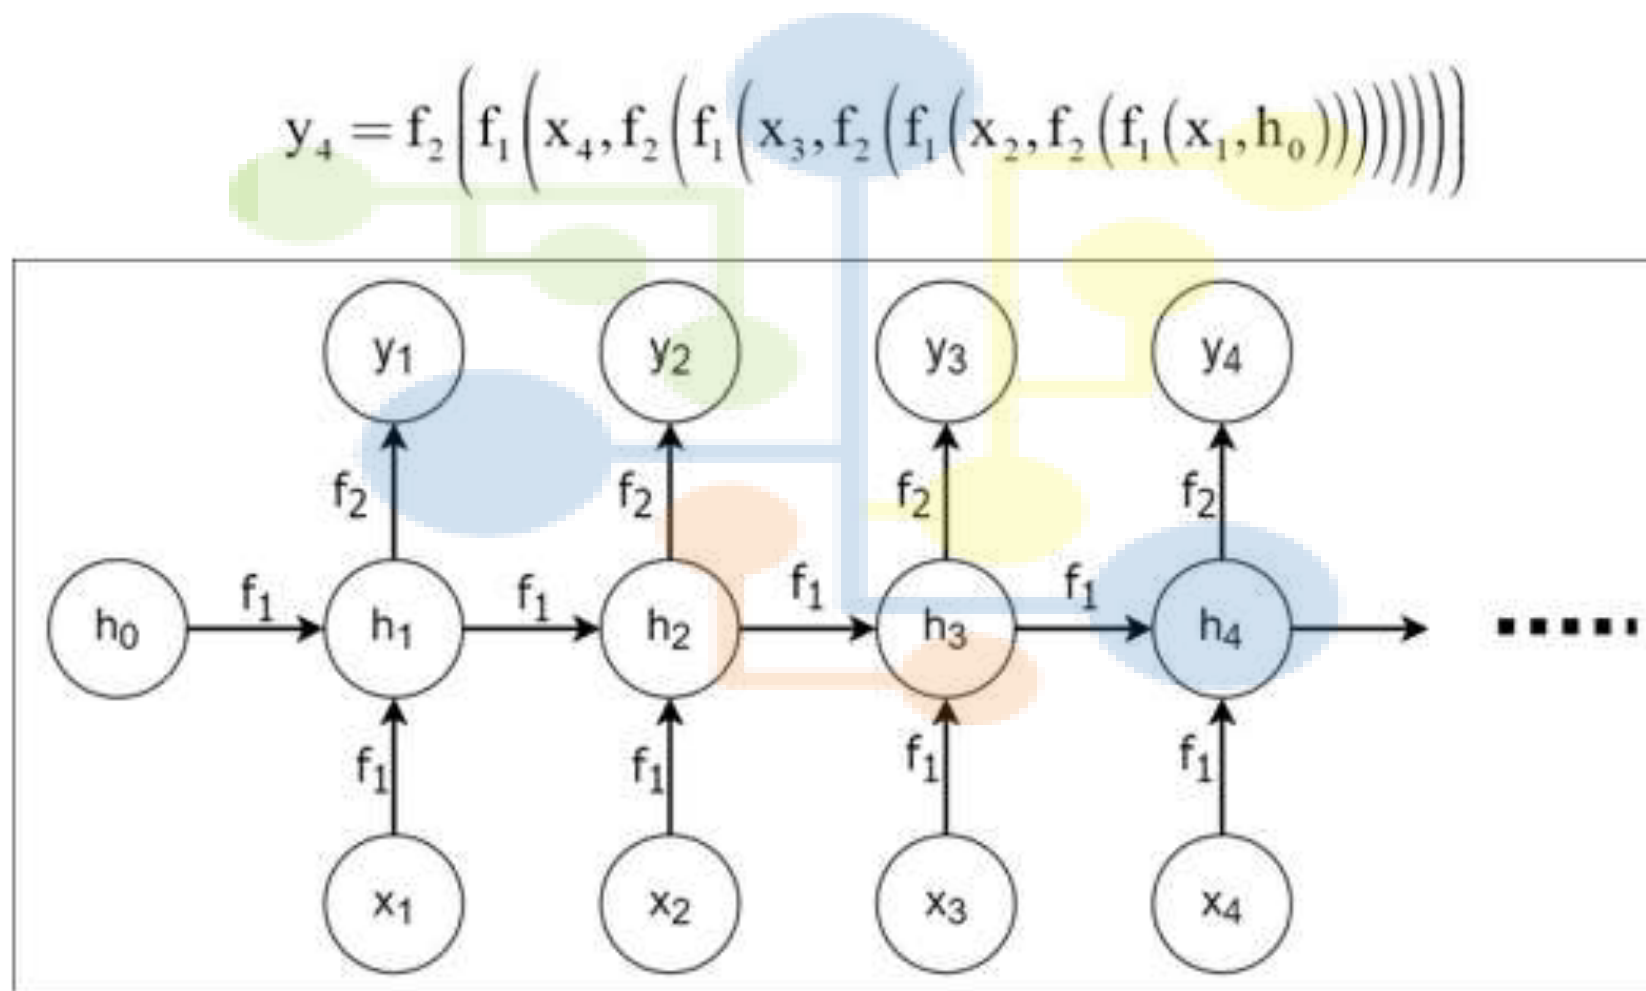 y₄ = f₂(f₁(x₄,f₂(f₁(x₃,f₂(f₁(x₂,f₂(f₁(x₁,h₀))))))))
y₁ y₂ y₃ y₄
f₂ f₂ f₂ f₂
f₁ f₁ f₁ f₁
h₀ h₁ h₂ h₃ h₄
f₁ f₁ f₁ f₁
x₁ x₂ x₃ x₄